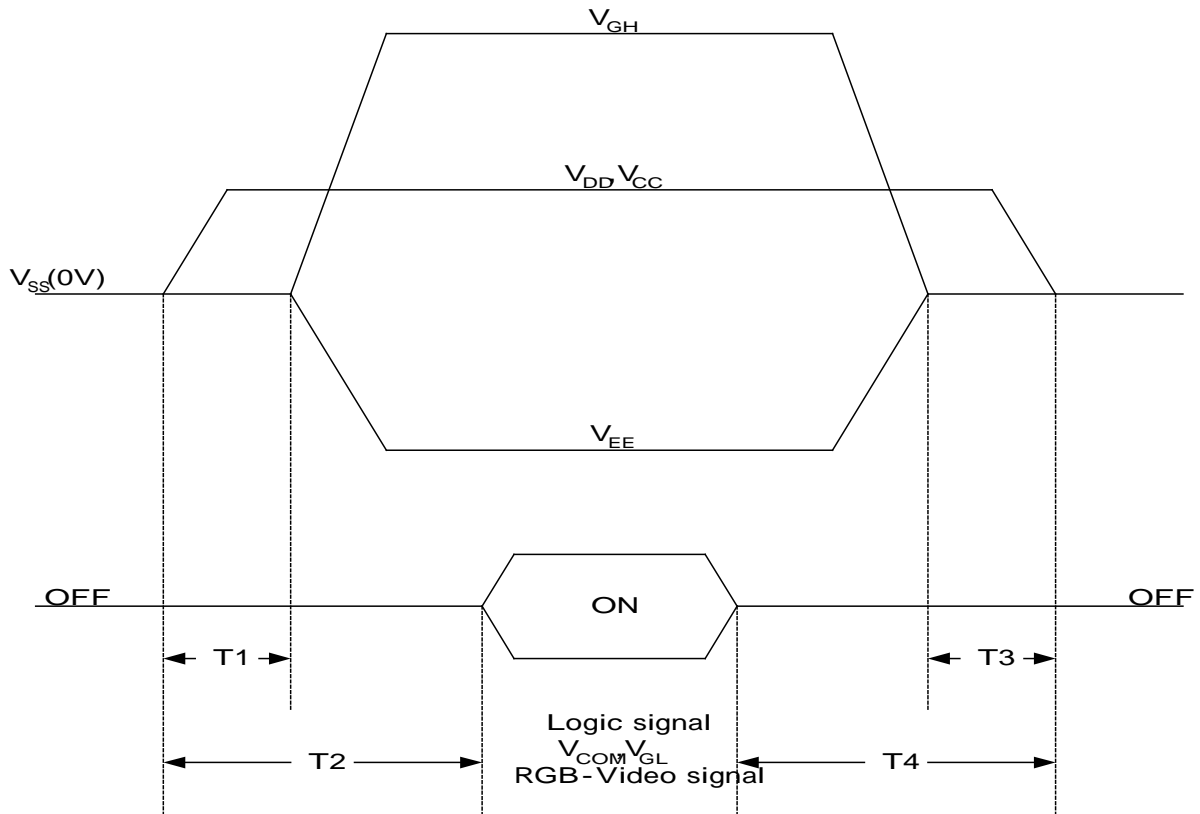 VGH
VDD,VCC
VSS(0V)
VEE
OFF
ON
OFF
T1
T3
Logic signal
VCOM,VGL
RGB-Video signal
T2
T4